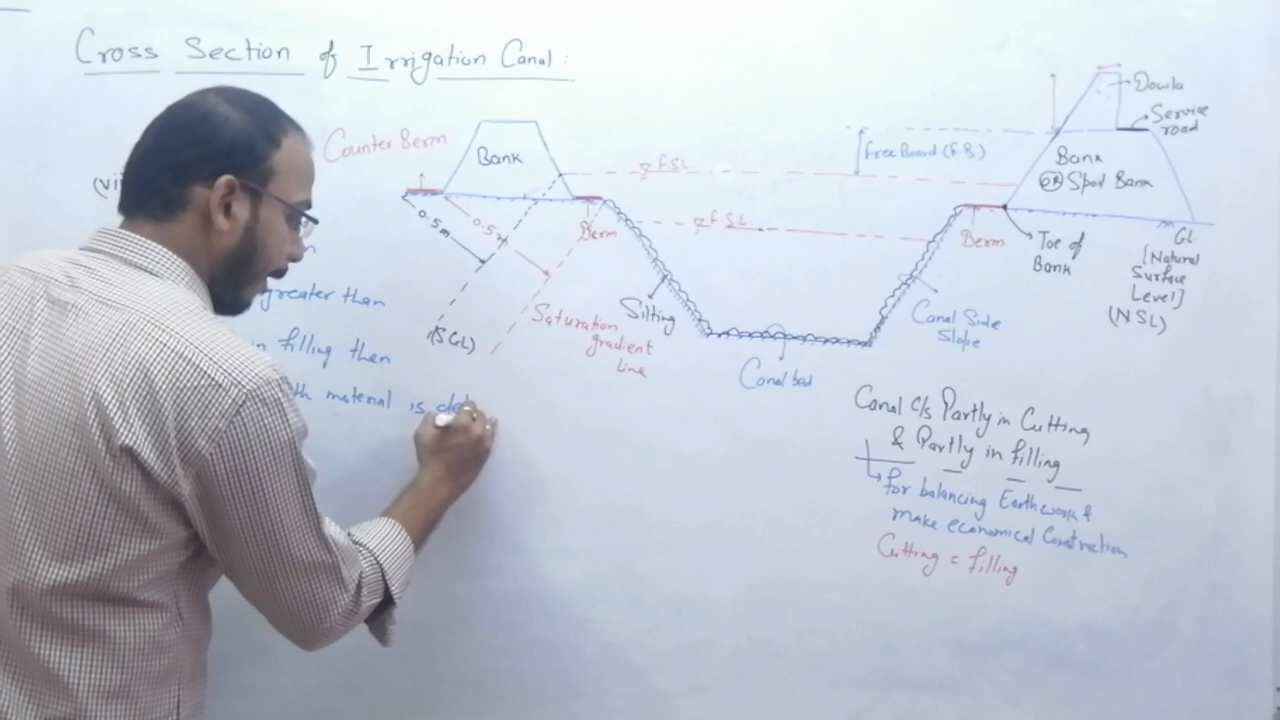 Cross Section of Irrigation Canal:
Counter Berm
Bank
FSL
F.S.L
Free Board (F.B.)
Dowla
Service
road
Bank
OR Spoil Bank
0.5m
0.5m
Berm
Berm
Toe of
Bank
GL
[Natural
Surface
Level]
(NSL)
(SGL)
Saturation
gradient
Line
Silting
Canal bed
Canal Side
Slope
greater than
in filling then
material is
Canal C/s Partly in Cutting
& Partly in filling
for balancing Earthwork &
make economical Constrution
Cutting = filling